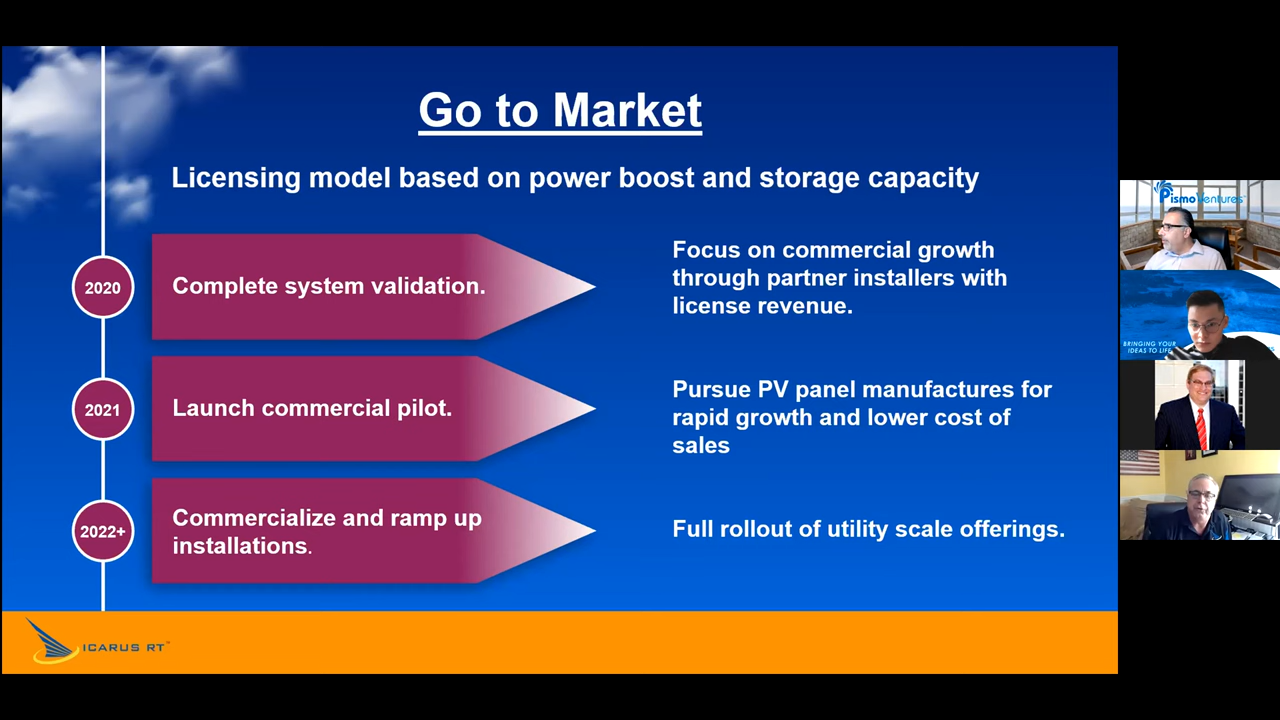 Go to Market
Licensing model based on power boost and storage capacity
2020
Complete system validation.
Focus on commercial growth
through partner installers with
license revenue.
2021
Launch commercial pilot.
Pursue PV panel manufactures for
rapid growth and lower cost of
sales
2022+
Commercialize and ramp up
installations.
Full rollout of utility scale offerings.
ICARUS RT™
Pismo Ventures
BRINGING YOUR
IDEAS TO LIFE